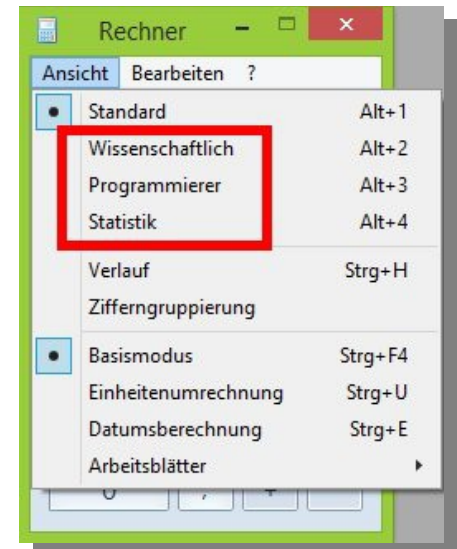 Rechner
Ansicht Bearbeiten ?
Standard Alt+1
Wissenschaftlich Alt+2
Programmierer Alt+3
Statistik Alt+4
Verlauf Strg+H
Zifferngruppierung
Basismodus Strg+F4
Einheitenumrechnung Strg+U
Datumsberechnung Strg+E
Arbeitsblätter